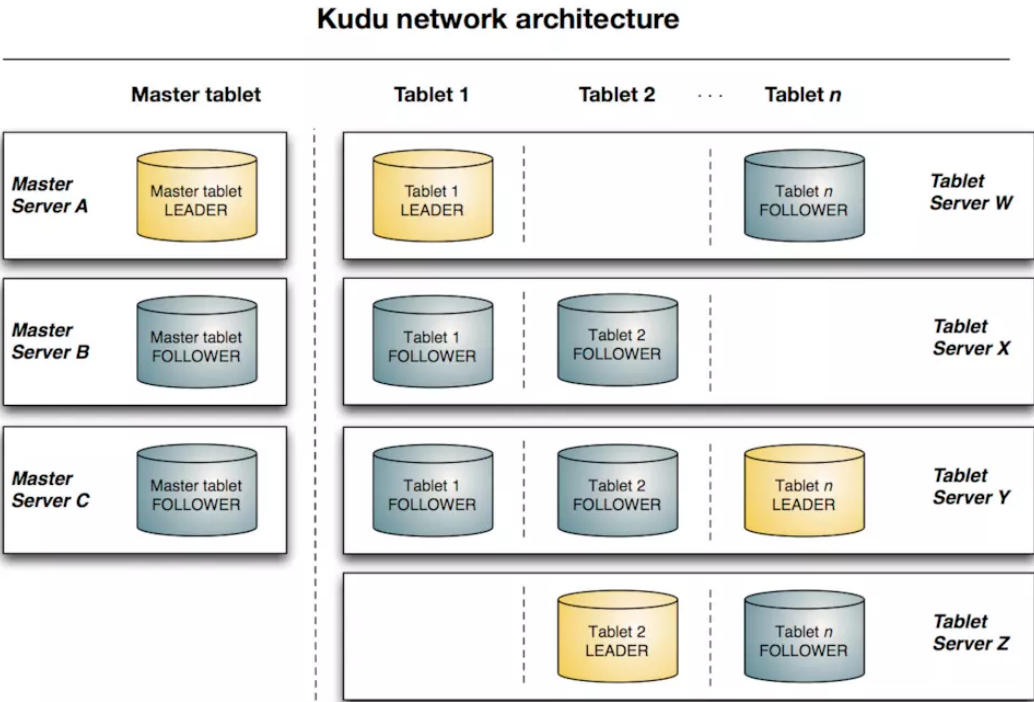 Kudu network architecture
Master tablet Tablet 1 Tablet 2 ... Tablet n
Master
Server A
Master tablet
LEADER
Tablet 1
LEADER
Tablet n
FOLLOWER
Tablet
Server W
Master
Server B
Master tablet
FOLLOWER
Tablet 1
FOLLOWER
Tablet 2
FOLLOWER
Tablet
Server X
Master
Server C
Master tablet
FOLLOWER
Tablet 1
FOLLOWER
Tablet 2
FOLLOWER
Tablet n
LEADER
Tablet
Server Y
Tablet 2
LEADER
Tablet n
FOLLOWER
Tablet
Server Z